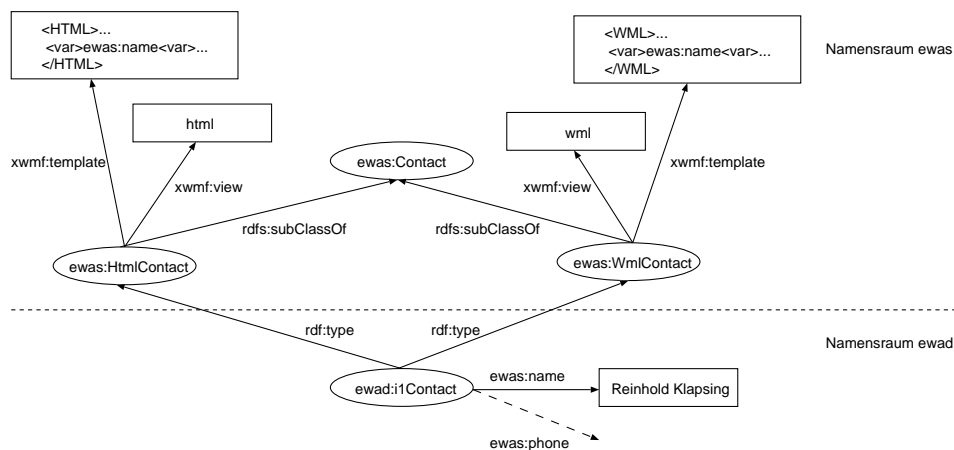 <HTML>...
<var>ewas:name<var>...
</HTML>
<WML>...
<var>ewas:name<var>...
</WML>
Namensraum ewas
html
wml
xwmf:template
ewas:Contact
xwmf:template
xwmf:view
xwmf:view
rdfs:subClassOf
rdfs:subClassOf
ewas:HtmlContact
ewas:WmlContact
rdf:type
rdf:type
Namensraum ewad
ewas:name
ewad:i1Contact
Reinhold Klapsing
ewas:phone